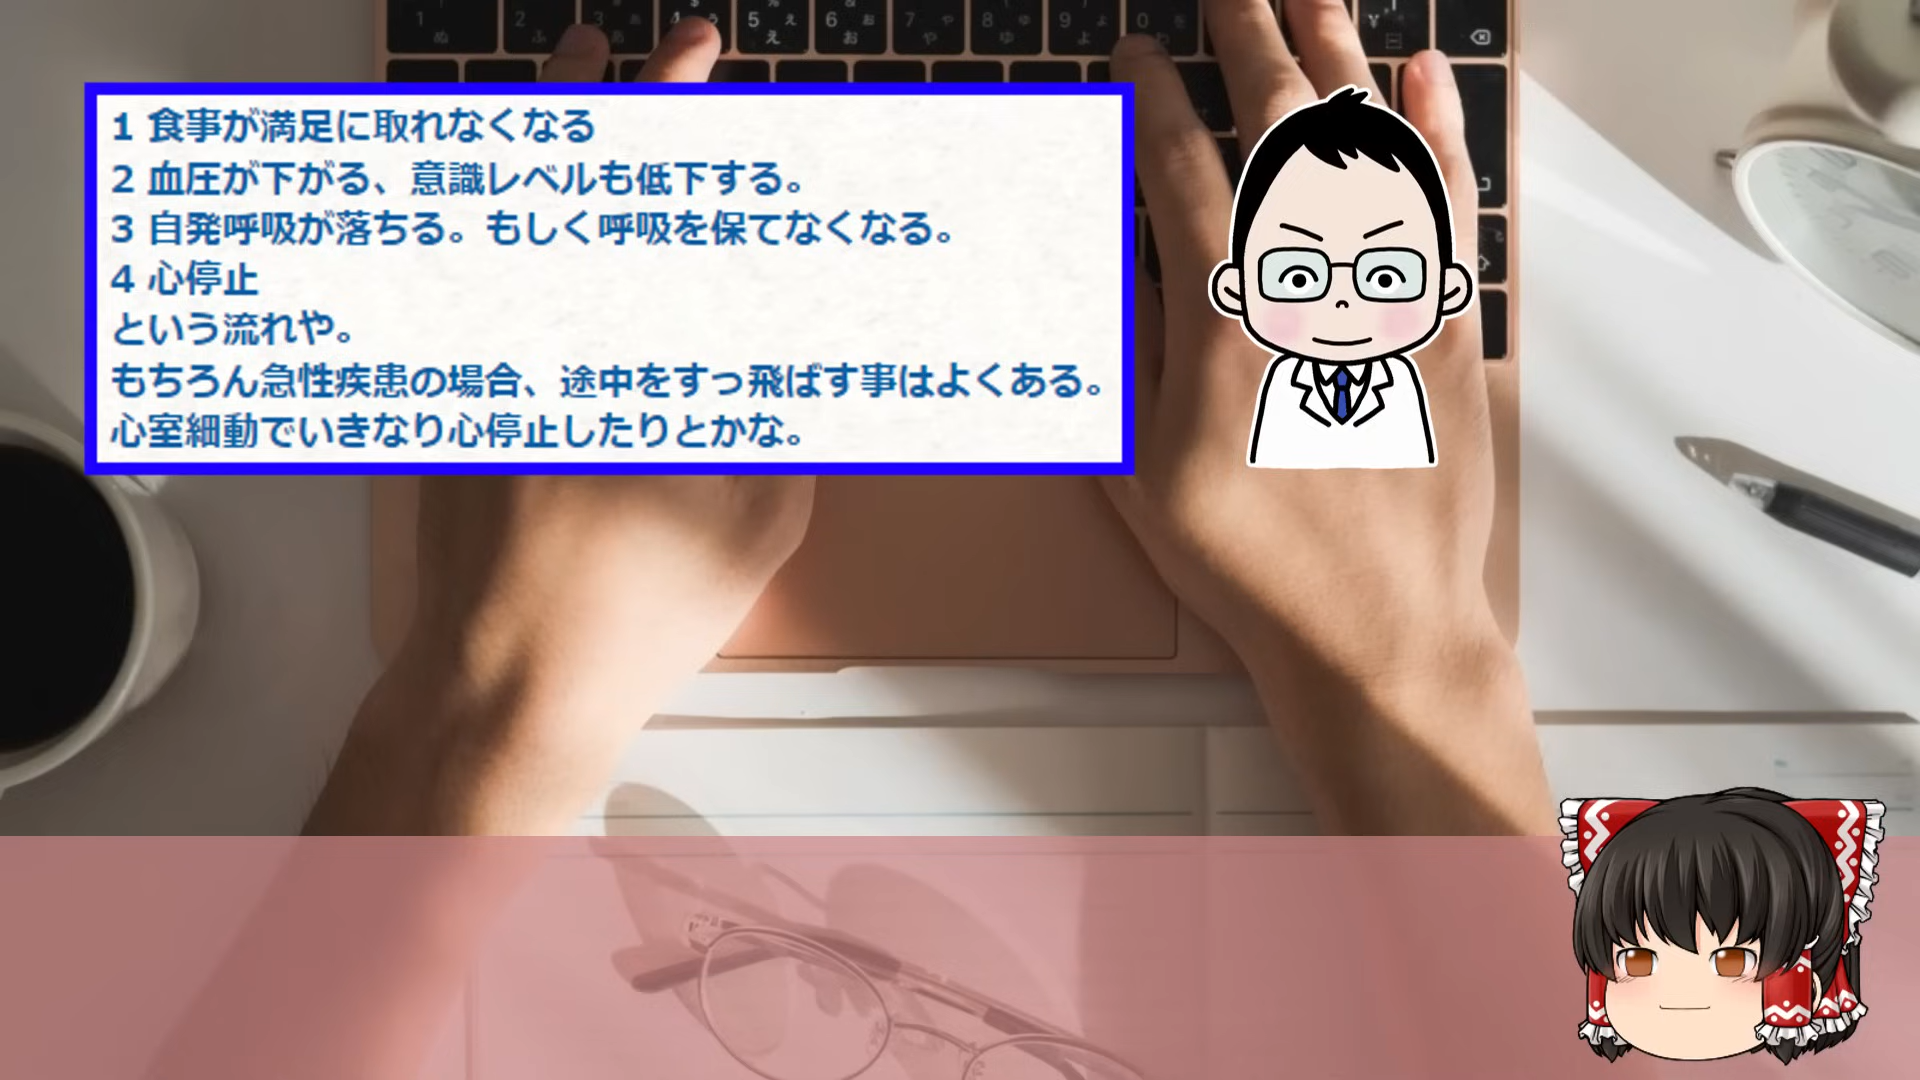 1 食事が満足に取れなくなる
2 血圧が下がる、意識レベルも低下する。
3 自発呼吸が落ちる。もしく呼吸を保てなくなる。
4 心停止
という流れや。
もちろん急性疾患の場合、途中をすっ飛ばす事はよくある。
心室細動でいきなり心停止したりとかな。